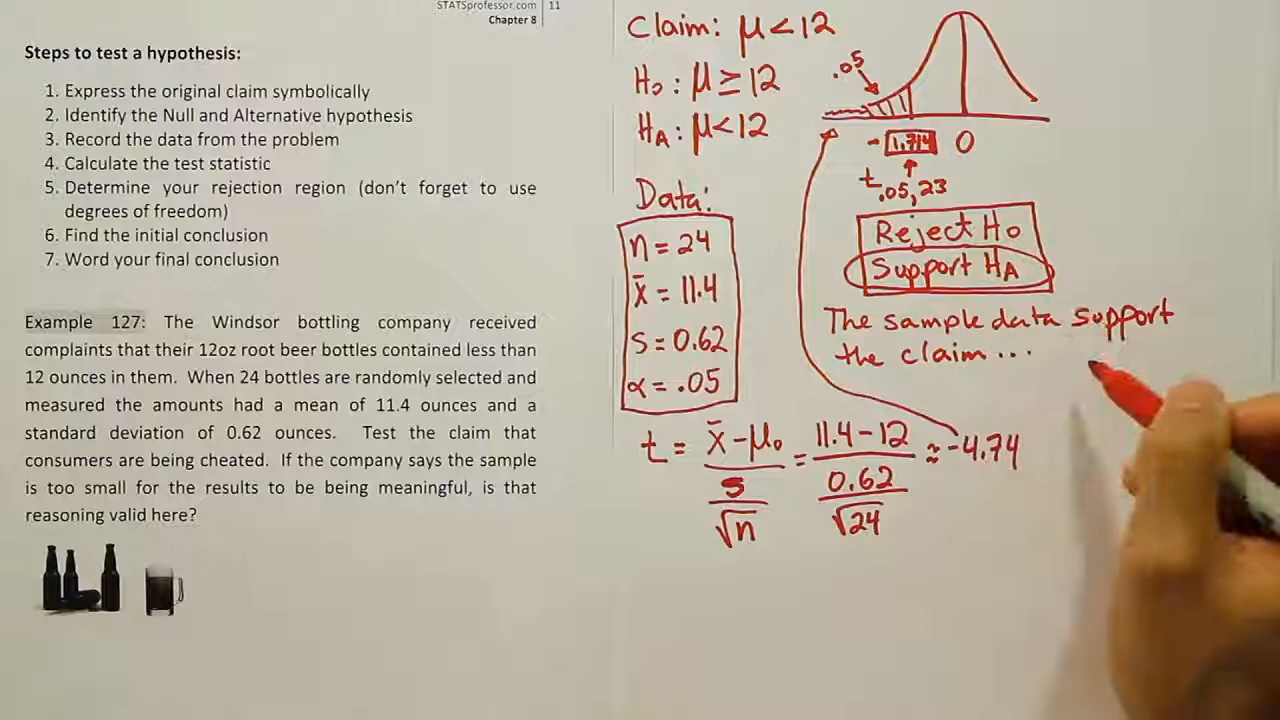 STATSprofessor.com | 11
Chapter 8
Steps to test a hypothesis:
1. Express the original claim symbolically
2. Identify the Null and Alternative hypothesis
3. Record the data from the problem
4. Calculate the test statistic
5. Determine your rejection region (don't forget to use
degrees of freedom)
6. Find the initial conclusion
7. Word your final conclusion
Example 127: The Windsor bottling company received
complaints that their 12oz root beer bottles contained less than
12 ounces in them. When 24 bottles are randomly selected and
measured the amounts had a mean of 11.4 ounces and a
standard deviation of 0.62 ounces. Test the claim that
consumers are being cheated. If the company says the sample
is too small for the results to be being meaningful, is that
reasoning valid here?
Claim: μ < 12
H₀: μ ≥ 12
Hᴀ: μ < 12
Data:
n = 24
x̄ = 11.4
s = 0.62
α = .05
t = x̄ - μ₀ / s/√n = 11.4 - 12 / 0.62/√24 ≈ -4.74
.05
-1.714 0
t.05,23
Reject H₀
Support Hᴀ
The sample data support
the claim...